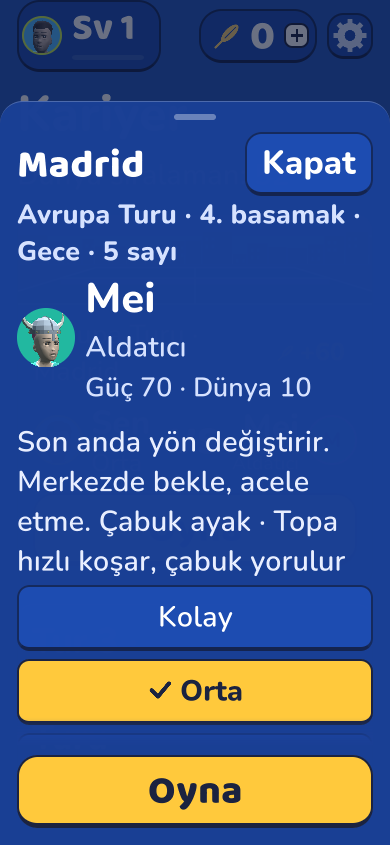 Sv 1
0
Kariyer
Madrid
Kapat
Avrupa Turu · 4. basamak ·
Gece · 5 sayı
Mei
Aldatıcı
Güç 70 · Dünya 10
Son anda yön değiştirir.
Merkezde bekle, acele
etme. Çabuk ayak · Topa
hızlı koşar, çabuk yorulur
Kolay
✓ Orta
Oyna